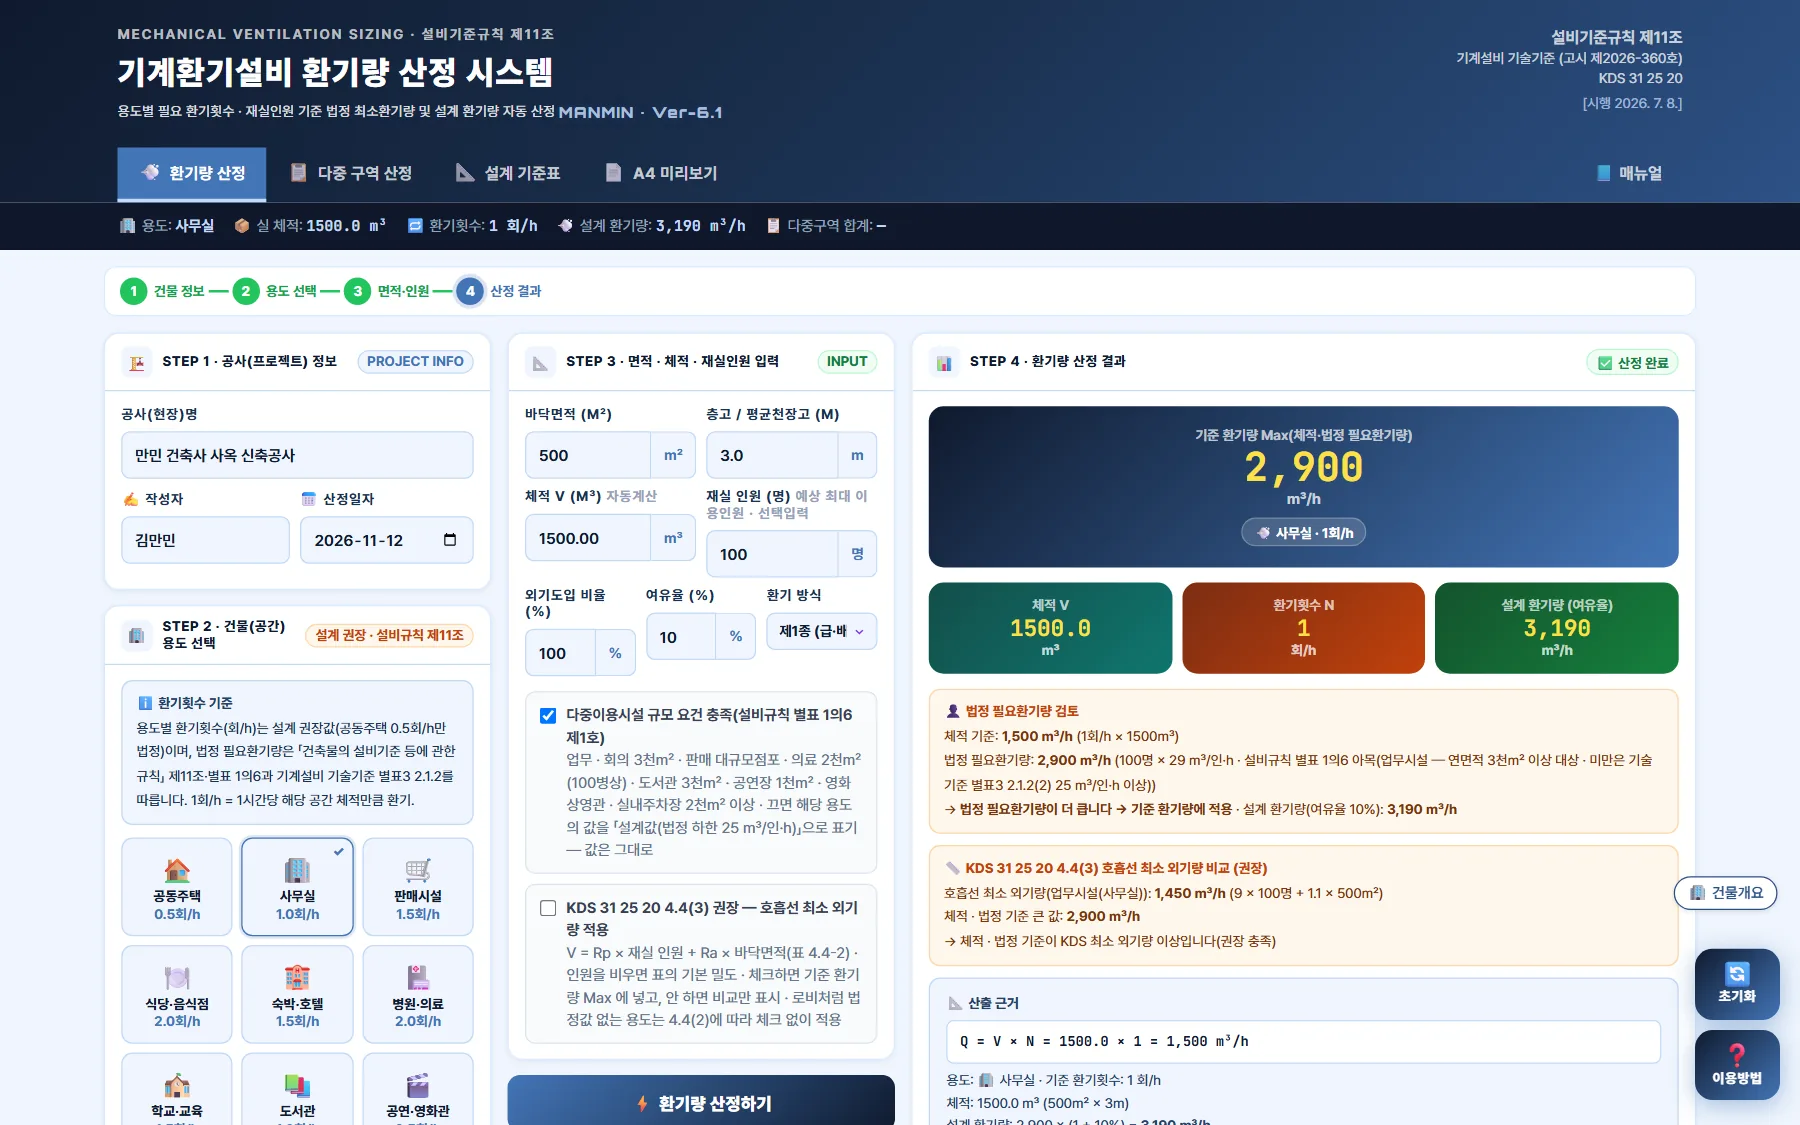 MECHANICAL VENTILATION SIZING · 설비기준규칙 제11조
기계환기설비 환기량 산정 시스템
용도별 필요 환기횟수 · 재실인원 기준 법정 최소환기량 및 설계 환기량 자동 산정 MANMIN · Ver-6.1
설비기준규칙 제11조
기계설비 기술기준 (고시 제2026-360호)
KDS 31 25 20
[시행 2026. 7. 8.]
환기량 산정
다중 구역 산정
설계 기준표
A4 미리보기
매뉴얼
용도: 사무실 실 체적: 1500.0 m³ 환기횟수: 1 회/h 설계 환기량: 3,190 m³/h 다중구역 합계: —
1 건물 정보 2 용도 선택 3 면적·인원 4 산정 결과
STEP 1 · 공사(프로젝트) 정보
PROJECT INFO
공사(현장)명
만민 건축사 사옥 신축공사
작성자
산정일자
김만민
2026-11-12
STEP 2 · 건물(공간)
용도 선택
설계 권장 · 설비규칙 제11조
환기횟수 기준
용도별 환기횟수(회/h)는 설계 권장값(공동주택 0.5회/h만
법정)이며, 법정 필요환기량은 「건축물의 설비기준 등에 관한
규칙」 제11조·별표 1의6과 기계설비 기술기준 별표3 2.1.2를
따릅니다. 1회/h = 1시간당 해당 공간 체적만큼 환기.
공동주택
0.5회/h
사무실
1.0회/h
판매시설
1.5회/h
식당·음식점
2.0회/h
숙박·호텔
1.5회/h
병원·의료
2.0회/h
학교·교육
도서관
공연·영화관
STEP 3 · 면적 · 체적 · 재실인원 입력
INPUT
바닥면적 (M²)
층고 / 평균천장고 (M)
500 m²
3.0 m
체적 V (M³) 자동계산
재실 인원 (명) 예상 최대 이
용인원 · 선택입력
1500.00 m³
100 명
외기도입 비율
(%)
여유율 (%)
환기 방식
100 %
10 %
제1종 (급·배
다중이용시설 규모 요건 충족(설비규칙 별표 1의6
제1호)
업무 · 회의 3천m² · 판매 대규모점포 · 의료 2천m²
(100병상) · 도서관 3천m² · 공연장 1천m² · 영화
상영관 · 실내주차장 2천m² 이상 · 끄면 해당 용도
의 값을 「설계값(법정 하한 25 m³/인·h)」으로 표기
— 값은 그대로
KDS 31 25 20 4.4(3) 권장 — 호흡선 최소 외기
량 적용
V = Rp × 재실 인원 + Ra × 바닥면적(표 4.4-2) ·
인원을 비우면 표의 기본 밀도 · 체크하면 기준 환기
량 Max 에 넣고, 안 하면 비교만 표시 · 로비처럼 법
정값 없는 용도는 4.4(2)에 따라 체크 없이 적용
환기량 산정하기
STEP 4 · 환기량 산정 결과
산정 완료
기준 환기량 Max(체적·법정 필요환기량)
2,900
m³/h
사무실 · 1회/h
체적 V
1500.0
m³
환기횟수 N
1
회/h
설계 환기량 (여유율)
3,190
m³/h
법정 필요환기량 검토
체적 기준: 1,500 m³/h (1회/h × 1500m³)
법정 필요환기량: 2,900 m³/h (100명 × 29 m³/인·h · 설비규칙 별표 1의6 아목(업무시설 — 연면적 3천m² 이상 대상 · 미만은 기술
기준 별표3 2.1.2(2) 25 m³/인·h 이상))
→ 법정 필요환기량이 더 큽니다 → 기준 환기량에 적용 · 설계 환기량(여유율 10%): 3,190 m³/h
KDS 31 25 20 4.4(3) 호흡선 최소 외기량 비교 (권장)
호흡선 최소 외기량(업무시설(사무실)): 1,450 m³/h (9 × 100명 + 1.1 × 500m²)
체적 · 법정 기준 큰 값: 2,900 m³/h
→ 체적 · 법정 기준이 KDS 최소 외기량 이상입니다(권장 충족)
산출 근거
Q = V × N = 1500.0 × 1 = 1,500 m³/h
용도: 사무실 · 기준 환기횟수: 1 회/h
체적: 1500.0 m³ (500m² × 3m)
설계 환기량: 2,900 × (1 + 10%) = 3,190 m³/h
건물개요
초기화
이용방법